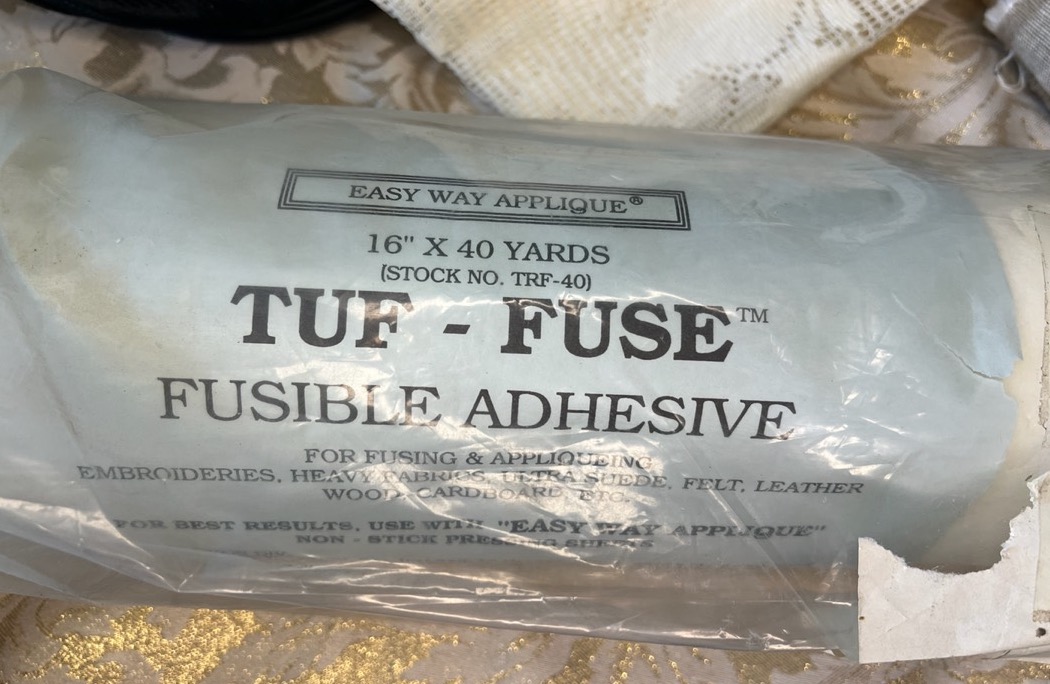 EASY WAY APPLIQUE®
16" X 40 YARDS
(STOCK NO. TRF-40)
TUF - FUSE™
FUSIBLE ADHESIVE
FOR FUSING & APPLIQUEING
EMBROIDERIES, HEAVY FABRICS, ULTRA SUEDE, FELT, LEATHER
WOOD, CARDBOARD, ETC.
FOR BEST RESULTS, USE WITH "EASY WAY APPLIQUE"
NON - STICK PRESSING SHEETS